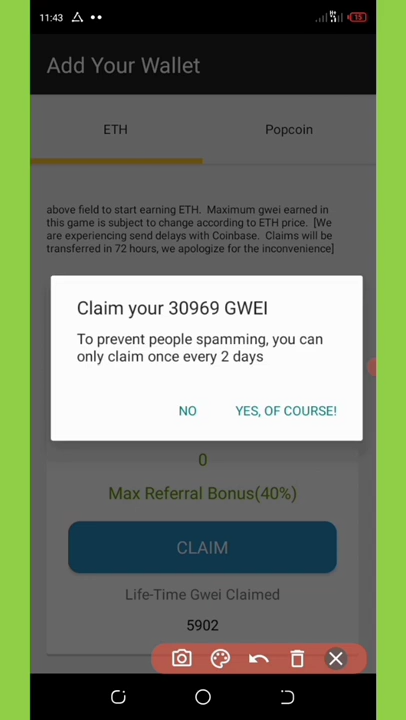 11:43
15
Add Your Wallet
ETH
Popcoin
above field to start earning ETH. Maximum gwei earned in
this game is subject to change according to ETH price. [We
are experiencing send delays with Coinbase. Claims will be
transferred in 72 hours, we apologize for the inconvenience]
Claim your 30969 GWEI
To prevent people spamming, you can
only claim once every 2 days
NO
YES, OF COURSE!
0
Max Referral Bonus(40%)
CLAIM
Life-Time Gwei Claimed
5902